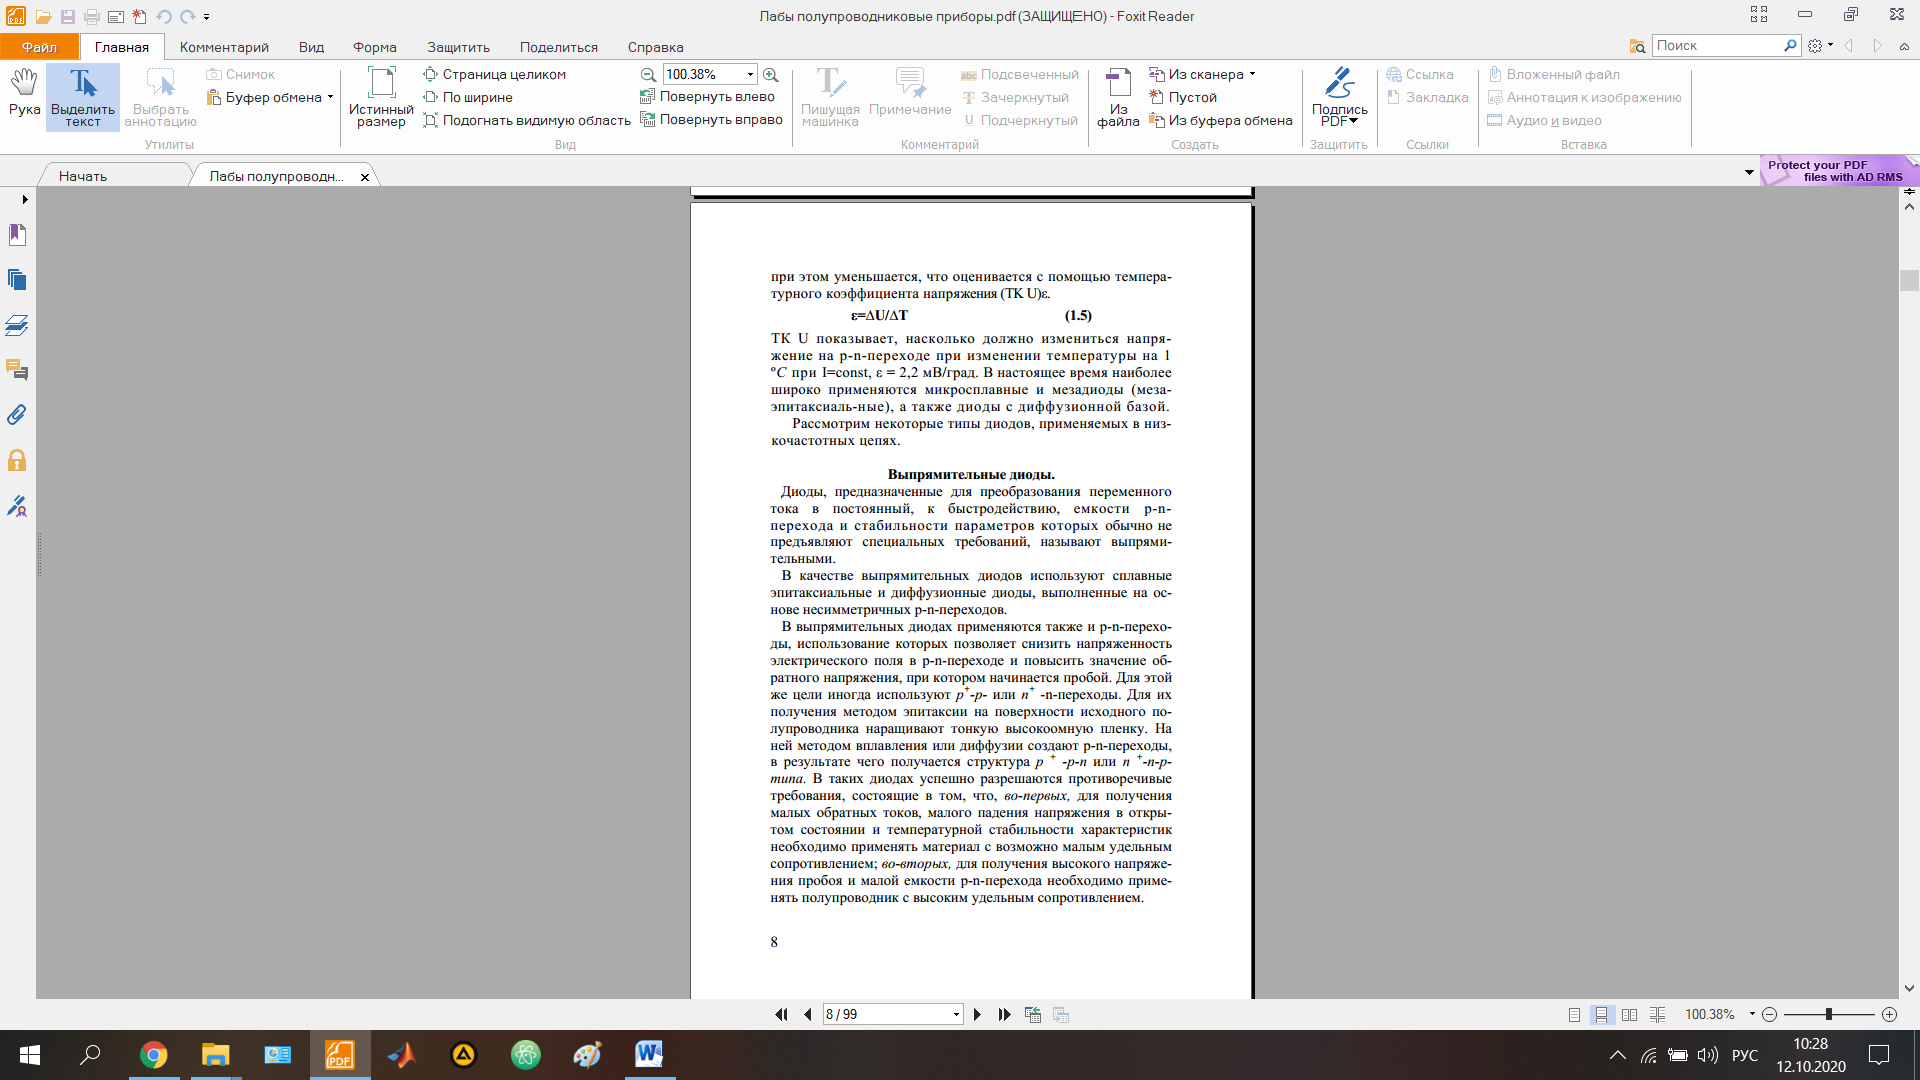 Лабы полупроводниковые приборы.pdf (ЗАЩИЩЕНО) - Foxit Reader
Файл Главная Комментарий Вид Форма Защитить Поделиться Справка Поиск
Рука
Выделить текст
Выбрать аннотацию
Снимок
Буфер обмена
Утилиты
Истинный размер
Страница целиком
По ширине
Подогнать видимую область
100.38%
Повернуть влево
Повернуть вправо
Вид
Пишущая машинка
Примечание
Подсвеченный
Зачеркнутый
Подчеркнутый
Комментарий
Из файла
Из сканера
Пустой
Из буфера обмена
Создать
Подпись PDF
Защитить
Ссылка
Закладка
Ссылки
Вложенный файл
Аннотация к изображению
Аудио и видео
Вставка
Начать
Лабы полупроводн...
Protect your PDF
files with AD RMS
при этом уменьшается, что оценивается с помощью темпера-
турного коэффициента напряжения (TK U)ε.
ε=ΔU/ΔT (1.5)
ТК U показывает, насколько должно измениться напря-
жение на p-n-переходе при изменении температуры на 1
°С при I=const, ε = 2,2 мВ/град. В настоящее время наиболее
широко применяются микросплавные и мезадиоды (меза-
эпитаксиаль-ные), а также диоды с диффузионной базой.
Рассмотрим некоторые типы диодов, применяемых в низ-
кочастотных цепях.
Выпрямительные диоды.
Диоды, предназначенные для преобразования переменного
тока в постоянный, к быстродействию, емкости p-n-
перехода и стабильности параметров которых обычно не
предъявляют специальных требований, называют выпрями-
тельными.
В качестве выпрямительных диодов используют сплавные
эпитаксиальные и диффузионные диоды, выполненные на ос-
нове несимметричных p-n-переходов.
В выпрямительных диодах применяются также и p-n-перехо-
ды, использование которых позволяет снизить напряженность
электрического поля в p-n-переходе и повысить значение об-
ратного напряжения, при котором начинается пробой. Для этой
же цели иногда используют p+-p- или n+ -n-переходы. Для их
получения методом эпитаксии на поверхности исходного по-
лупроводника наращивают тонкую высокоомную пленку. На
ней методом вплавления или диффузии создают p-n-переходы,
в результате чего получается структура p + -p-n или n +-n-p-
типа. В таких диодах успешно разрешаются противоречивые
требования, состоящие в том, что, во-первых, для получения
малых обратных токов, малого падения напряжения в откры-
том состоянии и температурной стабильности характеристик
необходимо применять материал с возможно малым удельным
сопротивлением; во-вторых, для получения высокого напряже-
ния пробоя и малой емкости p-n-перехода необходимо приме-
нять полупроводник с высоким удельным сопротивлением.
8
8 / 99
100.38%
РУС
10:28
12.10.2020